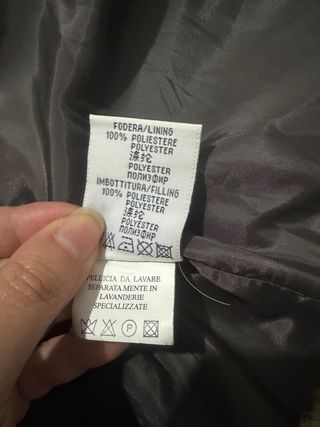 FODERA/LINING
100% POLIESTERE
POLYESTER
涤纶
POLYESTER
ПОЛИЭФИР
IMBOTTITURA/FILLING
100% POLIESTERE
POLYESTER
涤纶
POLYESTER
ПОЛИЭФИР
PELLICIA DA LAVARE
SEPARATA MENTE IN
LAVANDERIE
SPECIALIZZATE
P